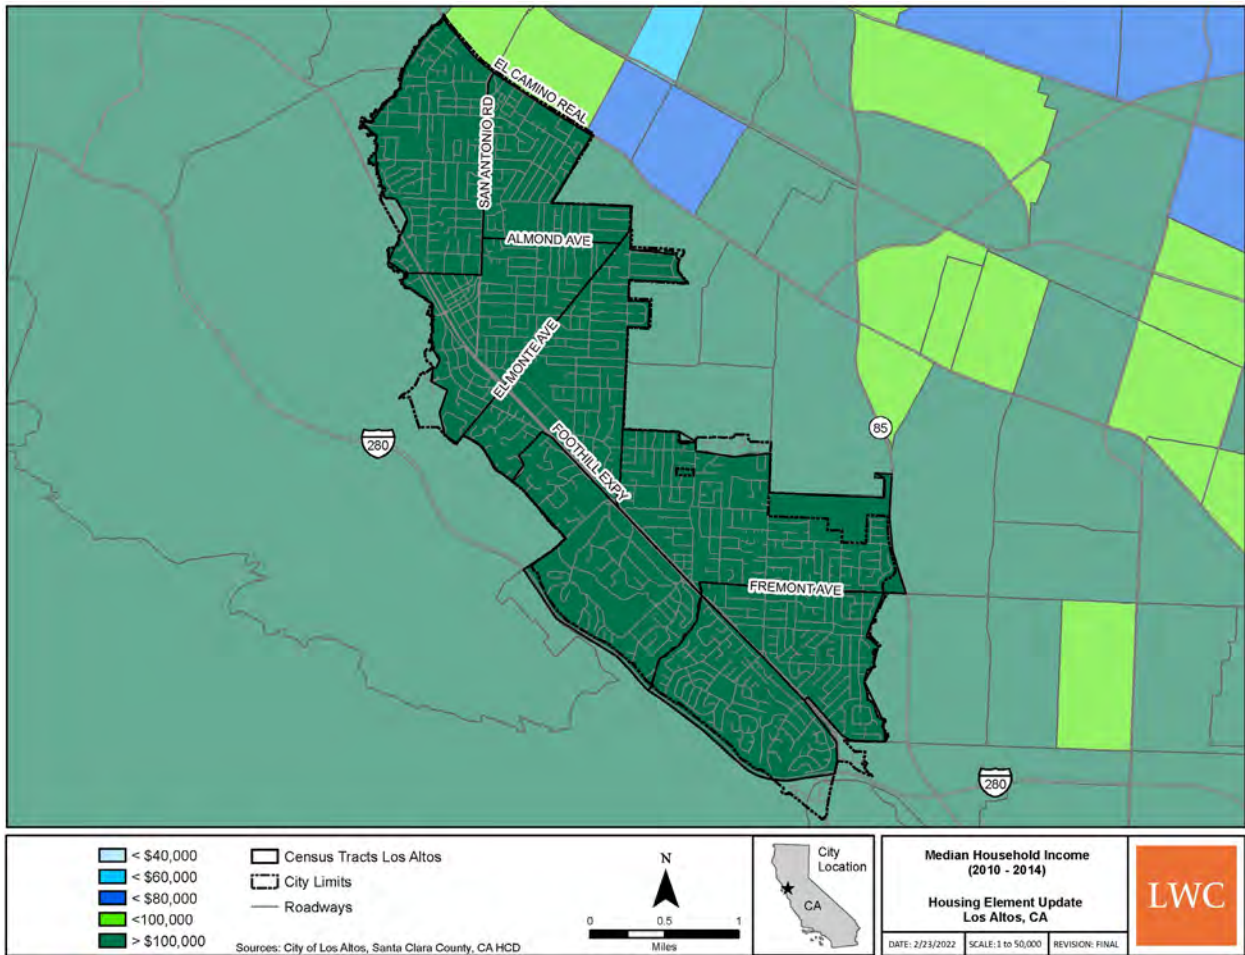 EL CAMINO REAL
SAN ANTONIO RD
ALMOND AVE
EL MONTE AVE
FOOTHILL EXPY
280
85
FREMONT AVE
280
< $40,000
< $60,000
< $80,000
<100,000
> $100,000
Census Tracts Los Altos
City Limits
Roadways
Sources: City of Los Altos, Santa Clara County, CA HCD
N
0 0.5 1
Miles
City
Location
CA
Median Household Income
(2010 - 2014)
Housing Element Update
Los Altos, CA
DATE: 2/23/2022 SCALE:1 to 50,000 REVISION: FINAL
LWC